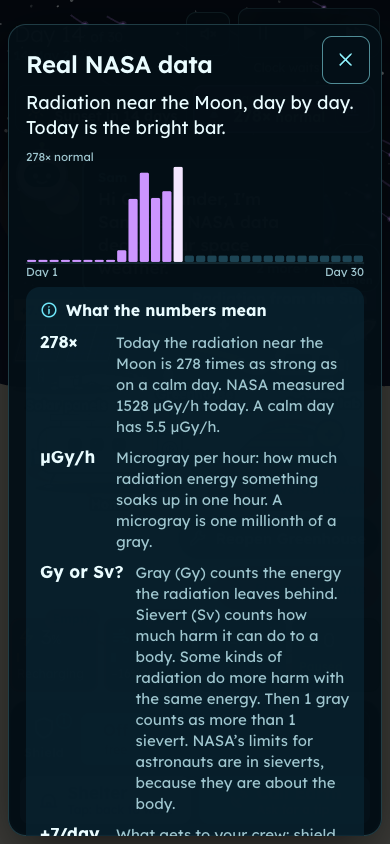 Real NASA data
Radiation near the Moon, day by day.
Today is the bright bar.
278× normal
Day 1
Day 30
What the numbers mean
278×
Today the radiation near the
Moon is 278 times as strong as
on a calm day. NASA measured
1528 µGy/h today. A calm day
has 5.5 µGy/h.
µGy/h
Microgray per hour: how much
radiation energy something
soaks up in one hour. A
microgray is one millionth of a
gray.
Gy or Sv?
Gray (Gy) counts the energy
the radiation leaves behind.
Sievert (Sv) counts how
much harm it can do to a
body. Some kinds of
radiation do more harm with
the same energy. Then 1 gray
counts as more than 1
sievert. NASA’s limits for
astronauts are in sieverts,
because they are about the
body.
+7/day
What gets to your crew: shield